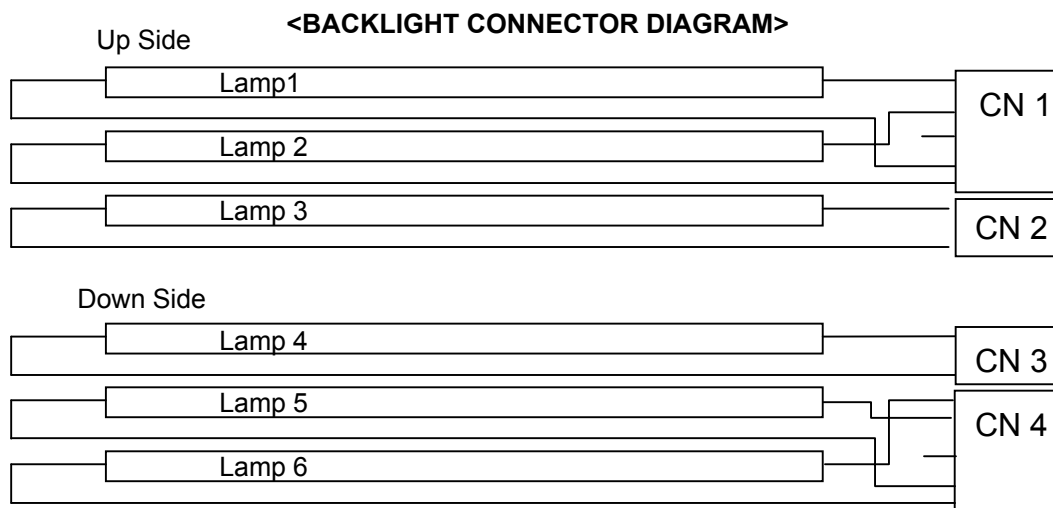 <BACKLIGHT CONNECTOR DIAGRAM>
Up Side
Lamp1
CN 1
Lamp 2
Lamp 3
CN 2
Down Side
Lamp 4
CN 3
Lamp 5
CN 4
Lamp 6